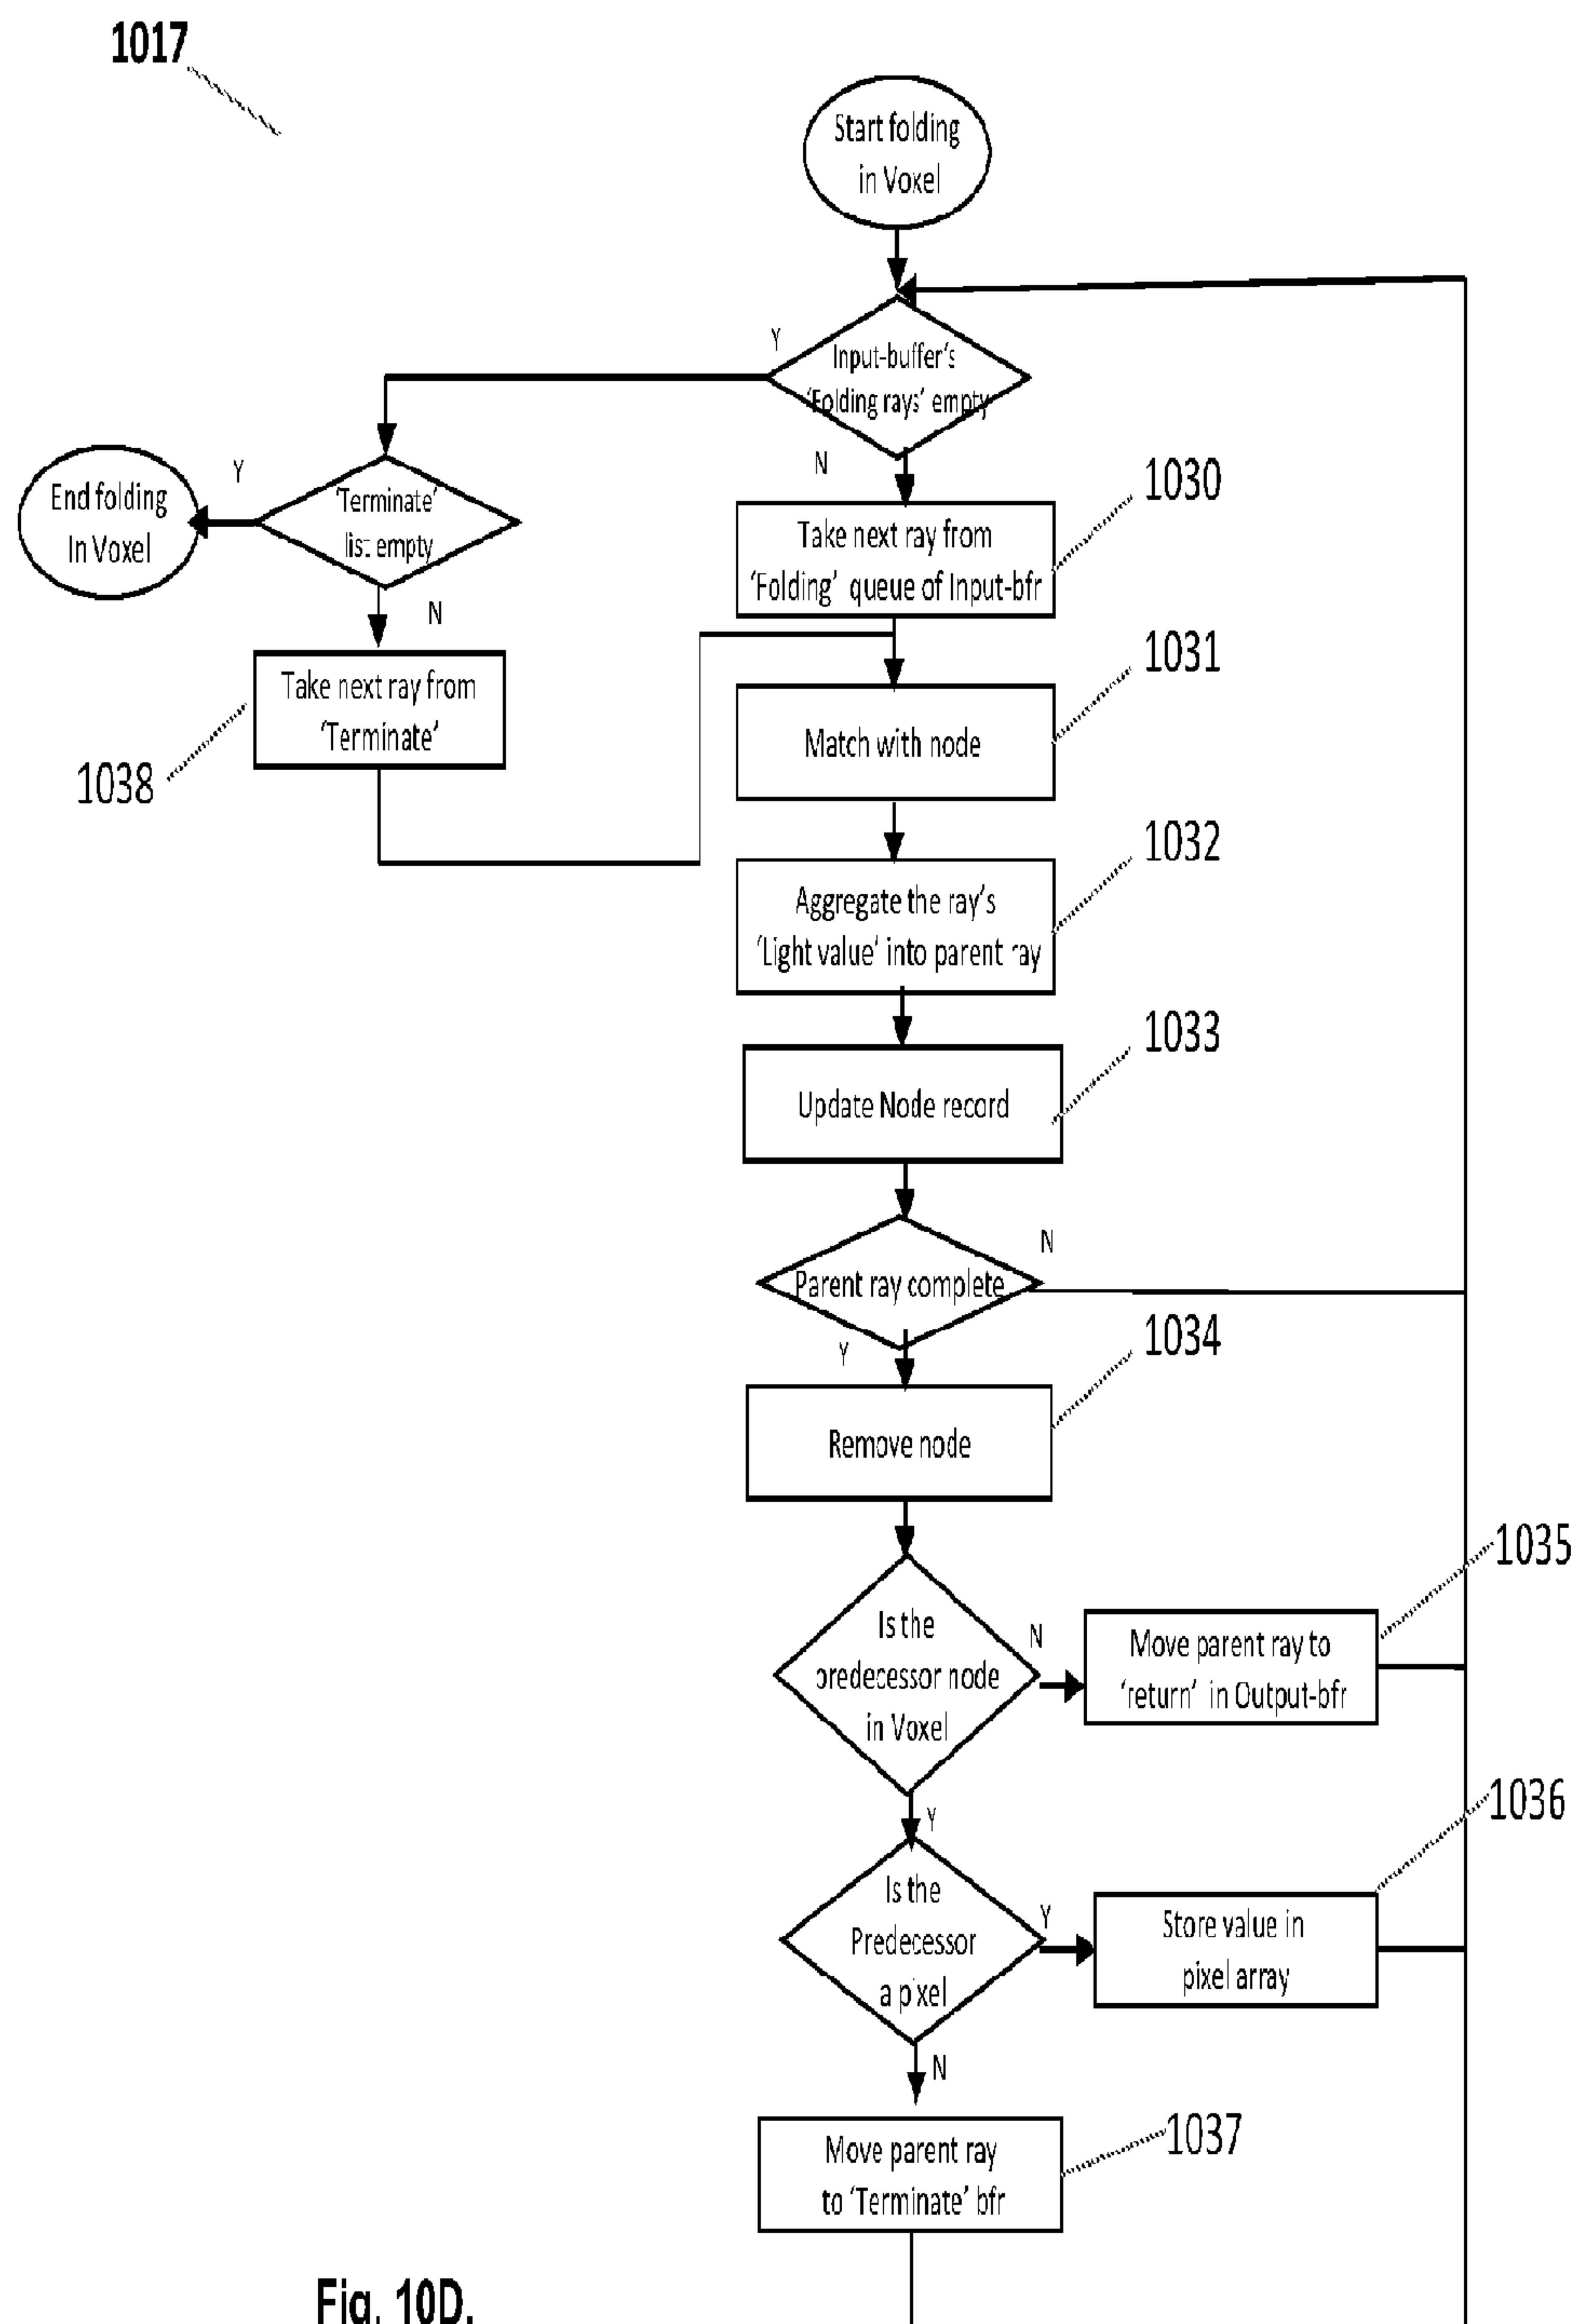 1017
Start folding
in Voxel
Y
Input-buffer's
'Folding rays' empty
N
Y
End folding
In Voxel
'Terminate'
list empty
N
1030
Take next ray from
'Folding' queue of Input-bfr
1031
Take next ray from
'Terminate'
1038
Match with node
1032
Aggregate the ray's
'Light value' into parent ray
1033
Update Node record
N
Parent ray complete
Y
1034
Remove node
1035
Is the
predecessor node
in Voxel
N
Move parent ray to
'return' in Output-bfr
Y
1036
Is the
Predecessor
a pixel
Y
Store value in
pixel array
N
1037
Move parent ray
to 'Terminate' bfr
Fig. 10D.